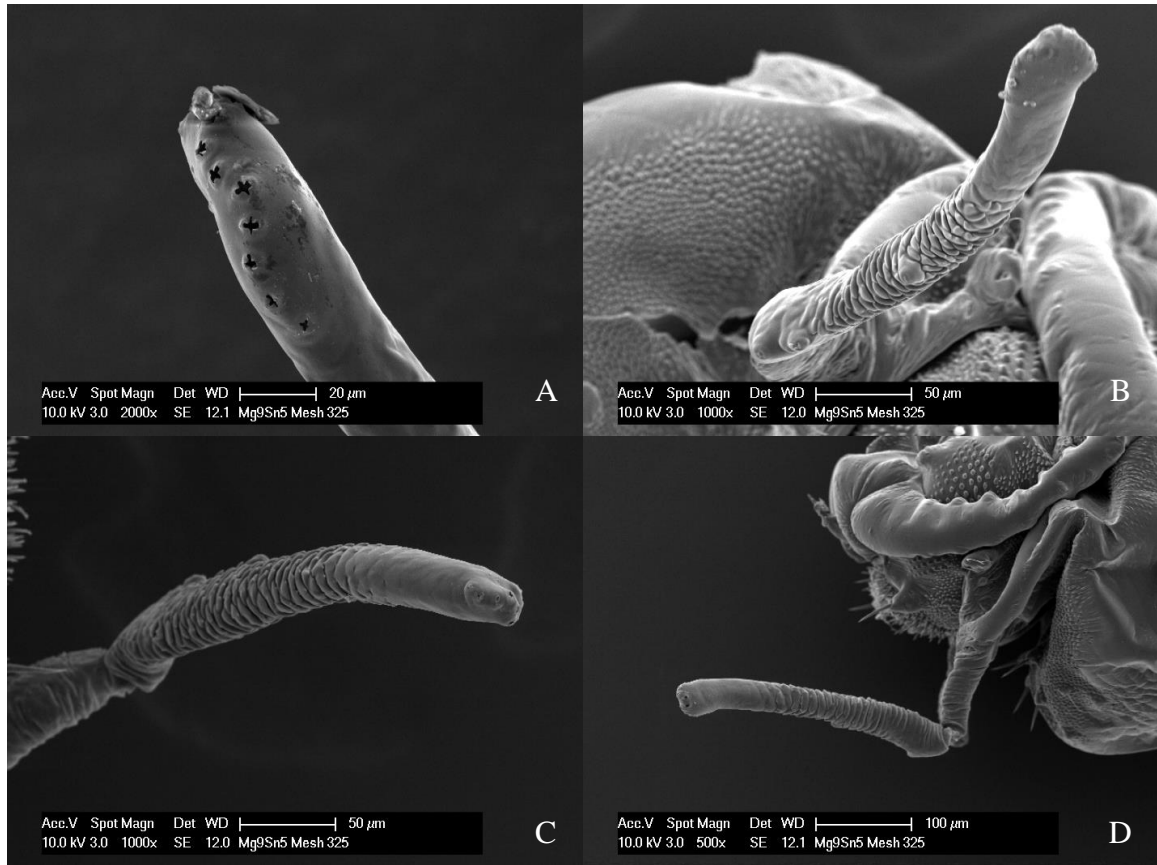 Acc.V Spot Magn Det WD 20 µm
10.0 kV 3.0 2000x SE 12.1 Mg9Sn5 Mesh 325
A
Acc.V Spot Magn Det WD 50 µm
10.0 kV 3.0 1000x SE 12.0 Mg9Sn5 Mesh 325
B
Acc.V Spot Magn Det WD 50 µm
10.0 kV 3.0 1000x SE 12.0 Mg9Sn5 Mesh 325
C
Acc.V Spot Magn Det WD 100 µm
10.0 kV 3.0 500x SE 12.1 Mg9Sn5 Mesh 325
D